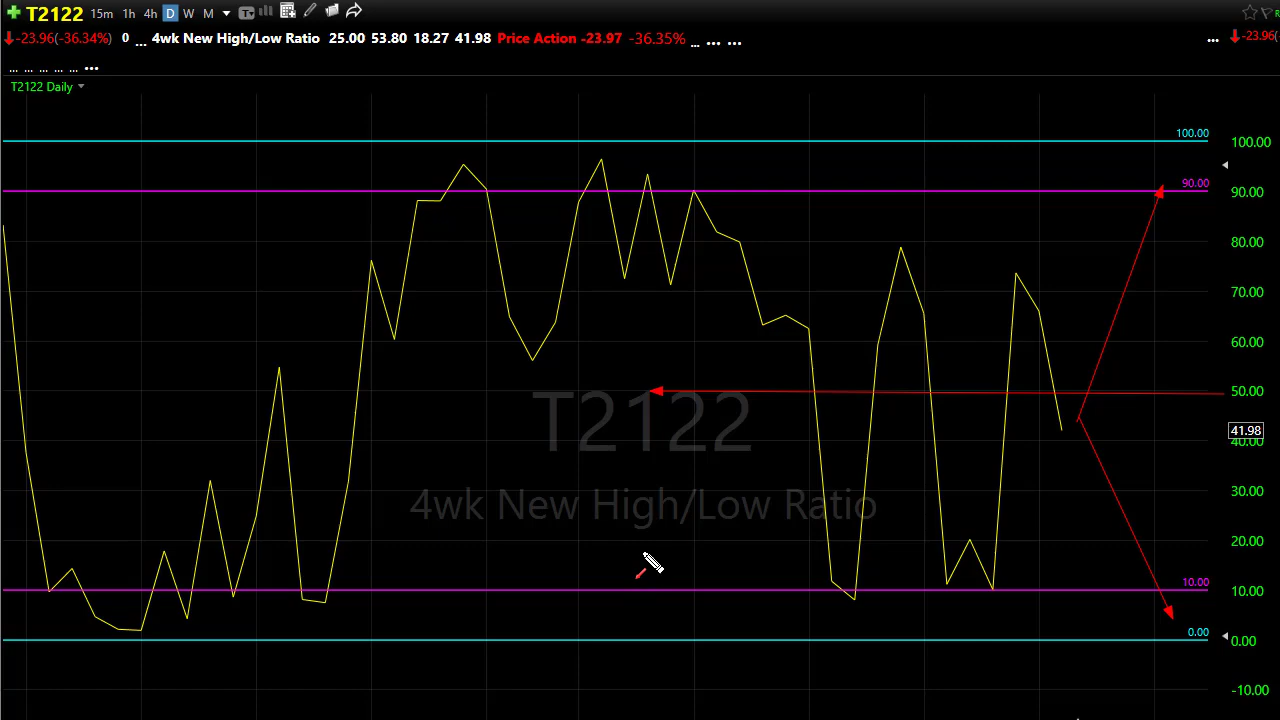 T2122 15m 1h 4h D W M
-23.96(-36.34%) 0 ... 4wk New High/Low Ratio 25.00 53.80 18.27 41.98 Price Action -23.97 -36.35% ... ... ... ... -23.96(
... ... ... ... ... ...
T2122 Daily
100.00 100.00
90.00 90.00
80.00
70.00
60.00
50.00
T2122
41.98
40.00
4wk New High/Low Ratio
30.00
20.00
10.00 10.00
0.00 0.00
-10.00